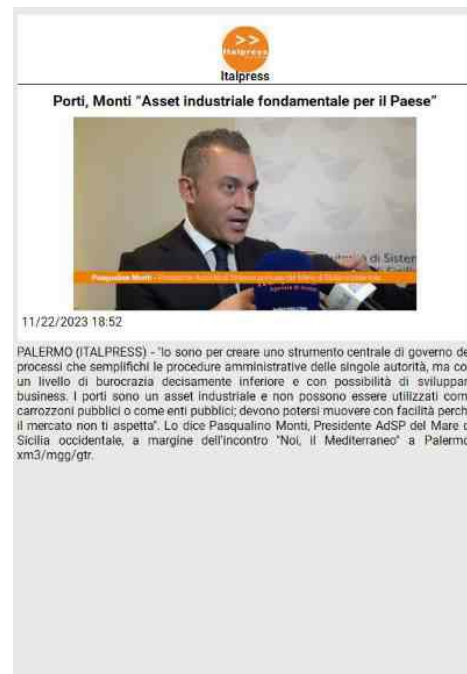 >>
Italpress
Italpress
Porti, Monti “Asset industriale fondamentale per il Paese”
Pasqualino Monti
di Sistem
11/22/2023 18:52
PALERMO (ITALPRESS) - "Io sono per creare uno strumento centrale di governo de
processi che semplifichi le procedure amministrative delle singole autorità, ma co
un livello di burocrazia decisamente inferiore e con possibilità di sviluppar
business. I porti sono un asset industriale e non possono essere utilizzati com
carrozzoni pubblici o come enti pubblici; devono potersi muovere con facilità perch
il mercato non ti aspetta". Lo dice Pasqualino Monti, Presidente AdSP del Mare d
Sicilia occidentale, a margine dell'incontro "Noi, il Mediterraneo" a Palermo
xm3/mgg/gtr.